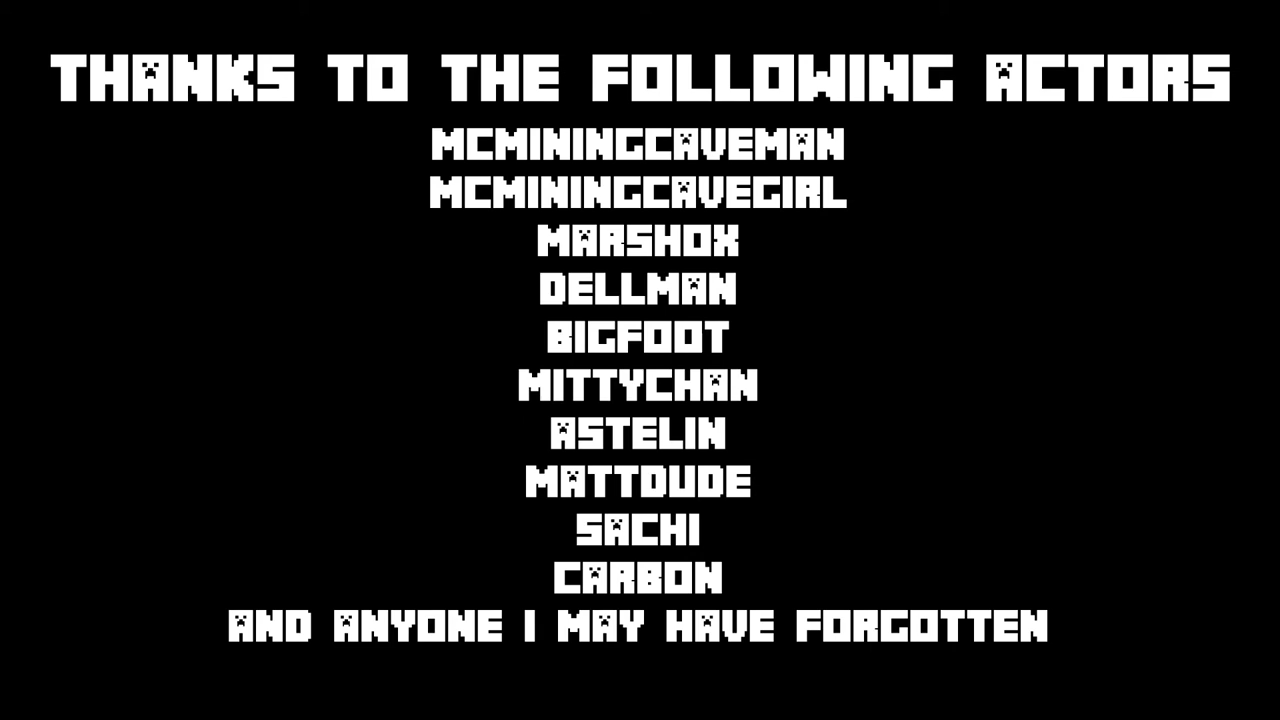 THANKS TO THE FOLLOWING ACTORS
MCMININGCAVEMAN
MCMININGCAVEGIRL
MARSHOX
DELLMAN
BIGFOOT
MITTYCHAN
ASTELIN
MATTDUDE
SACHI
CARBON
AND ANYONE I MAY HAVE FORGOTTEN